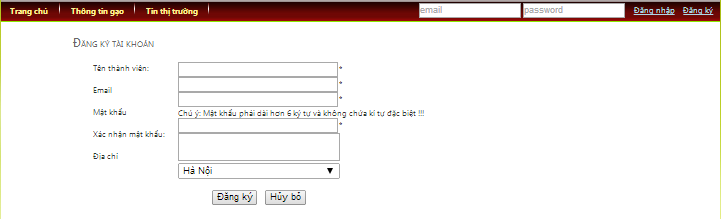 Trang chủ Thông tin gạo Tin thị trường email password Đăng nhập Đăng ký
Đăng ký tài khoản
Tên thành viên: *
Email *
*
Mật khẩu Chú ý: Mật khẩu phải dài hơn 6 ký tự và không chứa kí tự đặc biệt !!!
Xác nhận mật khẩu: *
Địa chỉ
Hà Nội
Đăng ký Hủy bỏ